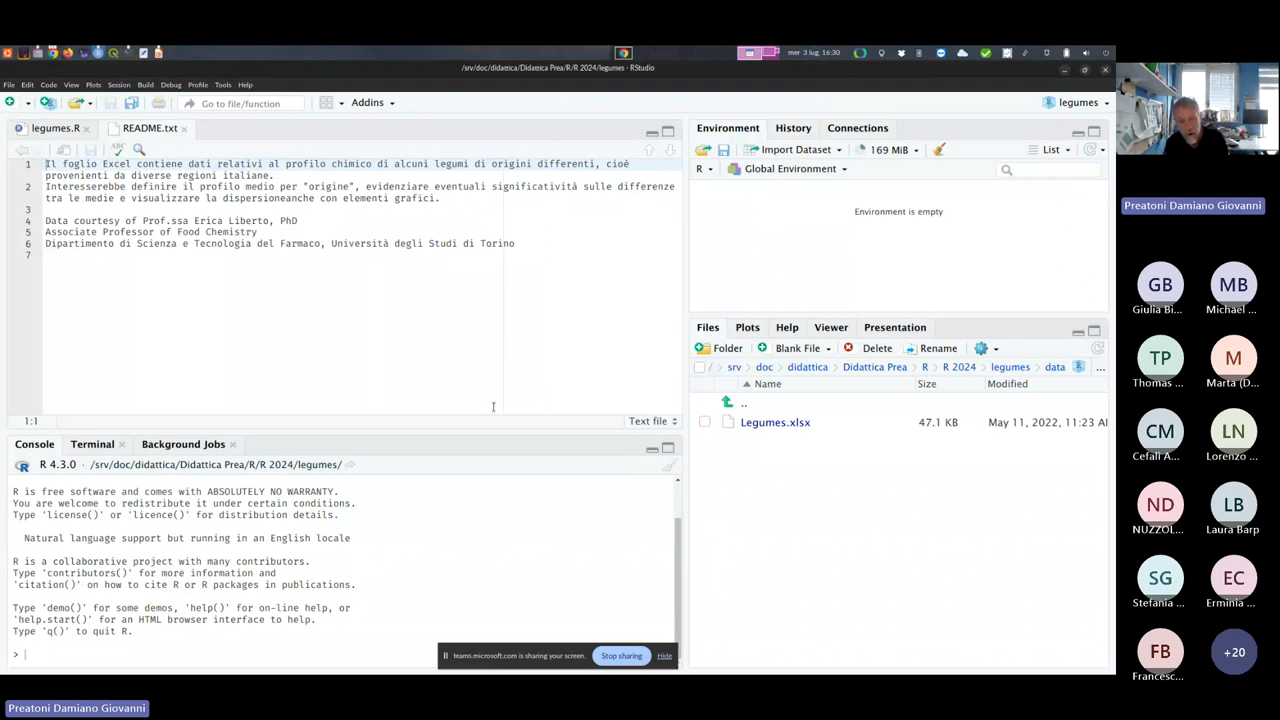 mer 3 lug, 16:30
/srv/doc/didattica/Didattica Prea/R/R 2024/legumes - RStudio
File Edit Code View Plots Session Build Debug Profile Tools Help
Go to file/function Addins legumes
legumes.R README.txt
1 Il foglio Excel contiene dati relativi al profilo chimico di alcuni legumi di origini differenti, cioè
provenienti da diverse regioni italiane.
2 Interesserebbe definire il profilo medio per "origine", evidenziare eventuali significatività sulle differenze
tra le medie e visualizzare la dispersioneanche con elementi grafici.
3
4 Data courtesy of Prof.ssa Erica Liberto, PhD
5 Associate Professor of Food Chemistry
6 Dipartimento di Scienza e Tecnologia del Farmaco, Università degli Studi di Torino
7
1:1 Text file
Console Terminal Background Jobs
R 4.3.0 · /srv/doc/didattica/Didattica Prea/R/R 2024/legumes/
R is free software and comes with ABSOLUTELY NO WARRANTY.
You are welcome to redistribute it under certain conditions.
Type 'license()' or 'licence()' for distribution details.
Natural language support but running in an English locale
R is a collaborative project with many contributors.
Type 'contributors()' for more information and
'citation()' on how to cite R or R packages in publications.
Type 'demo()' for some demos, 'help()' for on-line help, or
'help.start()' for an HTML browser interface to help.
Type 'q()' to quit R.
>
teams.microsoft.com is sharing your screen. Stop sharing Hide
Environment History Connections
Import Dataset 169 MiB List
R Global Environment
Environment is empty
Files Plots Help Viewer Presentation
Folder Blank File Delete Rename
/ srv doc didattica Didattica Prea R R 2024 legumes data ...
Name Size Modified
..
Legumes.xlsx 47.1 KB May 11, 2022, 11:23 AM
Preatoni Damiano Giovanni
GB MB
Giulia Bi... Michael ...
TP M
Thomas ... Marta (D...
CM LN
Cefalì A... Lorenzo ...
ND LB
NUZZOL... Laura Barp
SG EC
Stefania ... Erminia ...
FB +20
Francesc...
Preatoni Damiano Giovanni